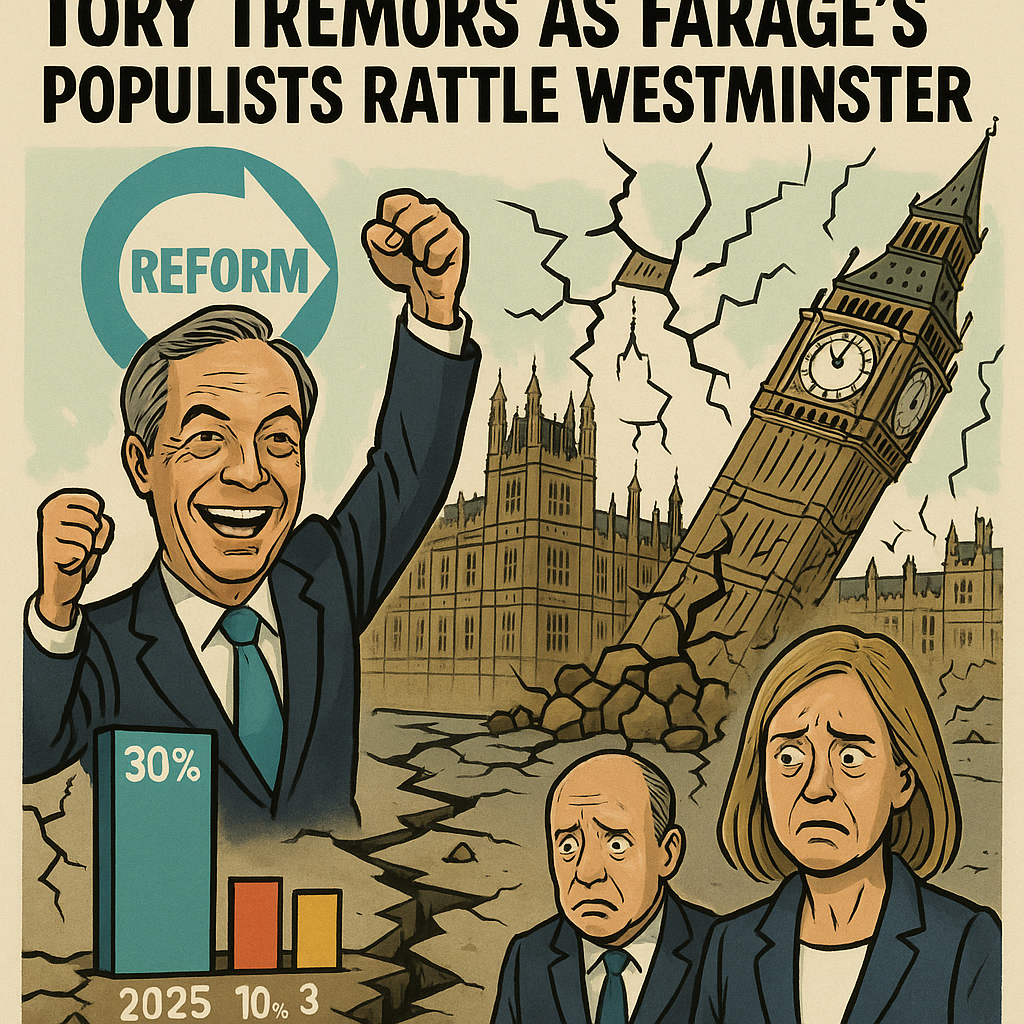 TORY TREMORS AS FARAGE'S
POPULISTS RATTLE WESTMINSTER
REFORM
30%
2025 10% 3